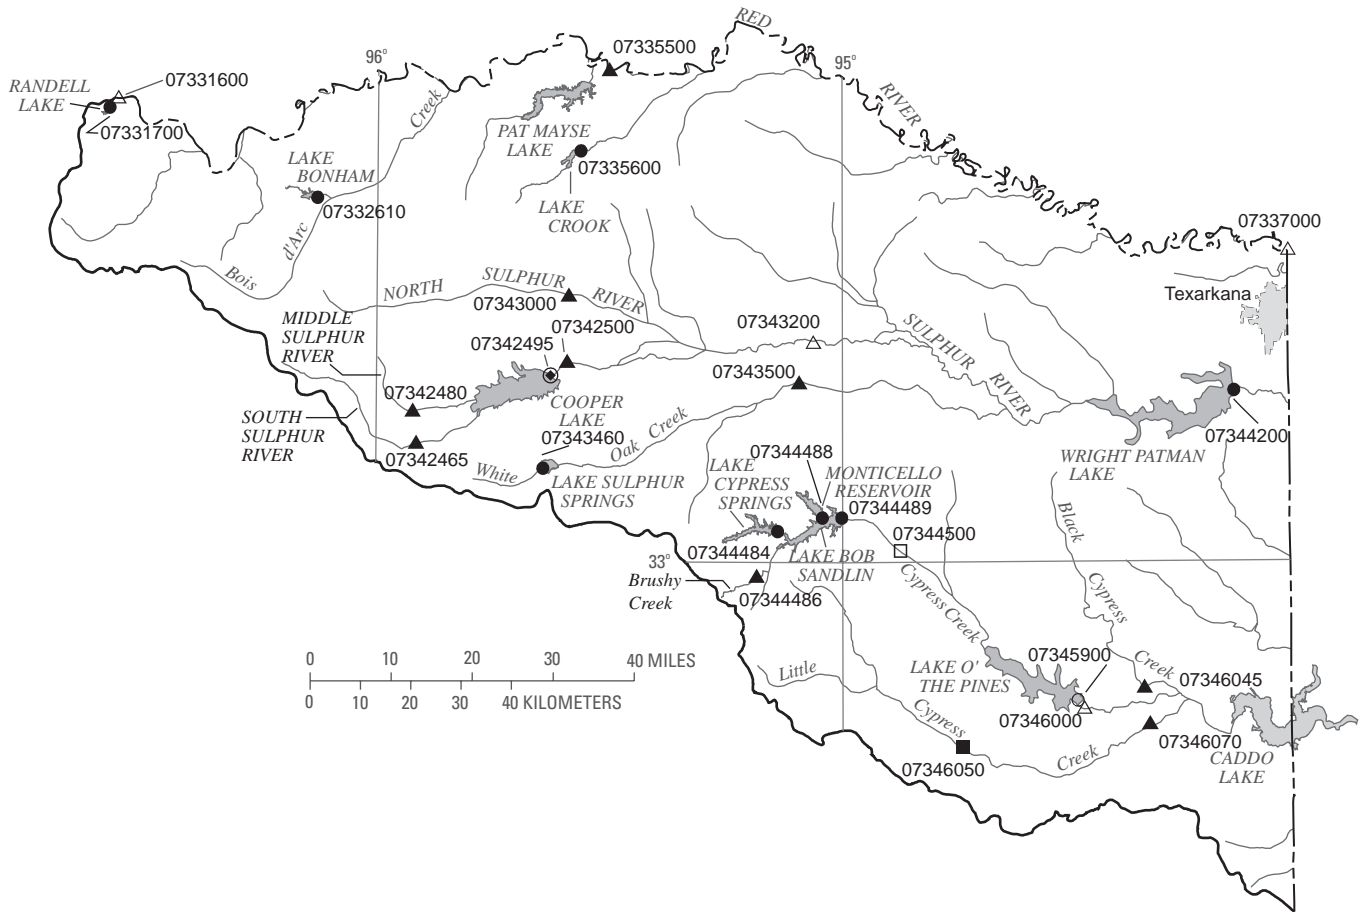 RED
07335500
96°
95°
07331600
RANDELL
LAKE
07331700
Creek
RIVER
PAT MAYSE
LAKE
LAKE
BONHAM
07335600
07332610
LAKE
CROOK
07337000
d'Arc
Bois
NORTH
SULPHUR
RIVER
07343000
Texarkana
MIDDLE
SULPHUR
RIVER
07342500
07342495
07343200
SULPHUR
RIVER
07343500
07342480
COOPER
LAKE
SOUTH
SULPHUR
RIVER
07342465
07343460
Oak Creek
White
LAKE SULPHUR
SPRINGS
07344200
WRIGHT PATMAN
LAKE
07344488
LAKE
CYPRESS
SPRINGS
MONTICELLO
RESERVOIR
07344489
Black
07344500
07344484
33°
LAKE BOB
SANDLIN
Brushy
Creek
07344486
Cypress Creek
Cypress
0 10 20 30 40 MILES
0 10 20 30 40 KILOMETERS
Little
LAKE O'
THE PINES
07345900
Creek
07346045
07346000
Cypress
07346070
07346050
Creek
CADDO
LAKE